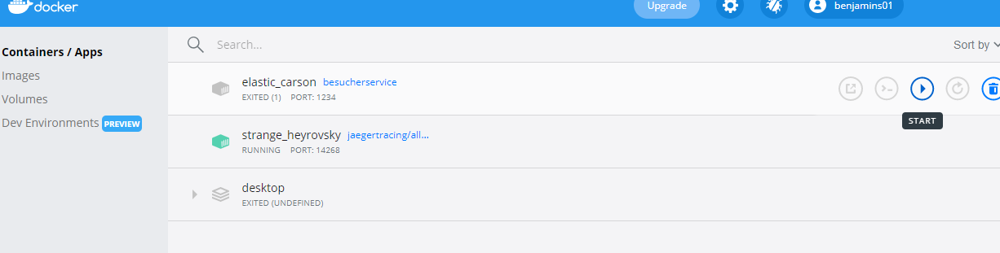 docker
Upgrade
benjamins01
Containers / Apps
Images
Volumes
Dev Environments PREVIEW
Search...
Sort by
elastic_carson besucherservice
EXITED (1) PORT: 1234
START
strange_heyrovsky jaegertracing/all...
RUNNING PORT: 14268
desktop
EXITED (UNDEFINED)